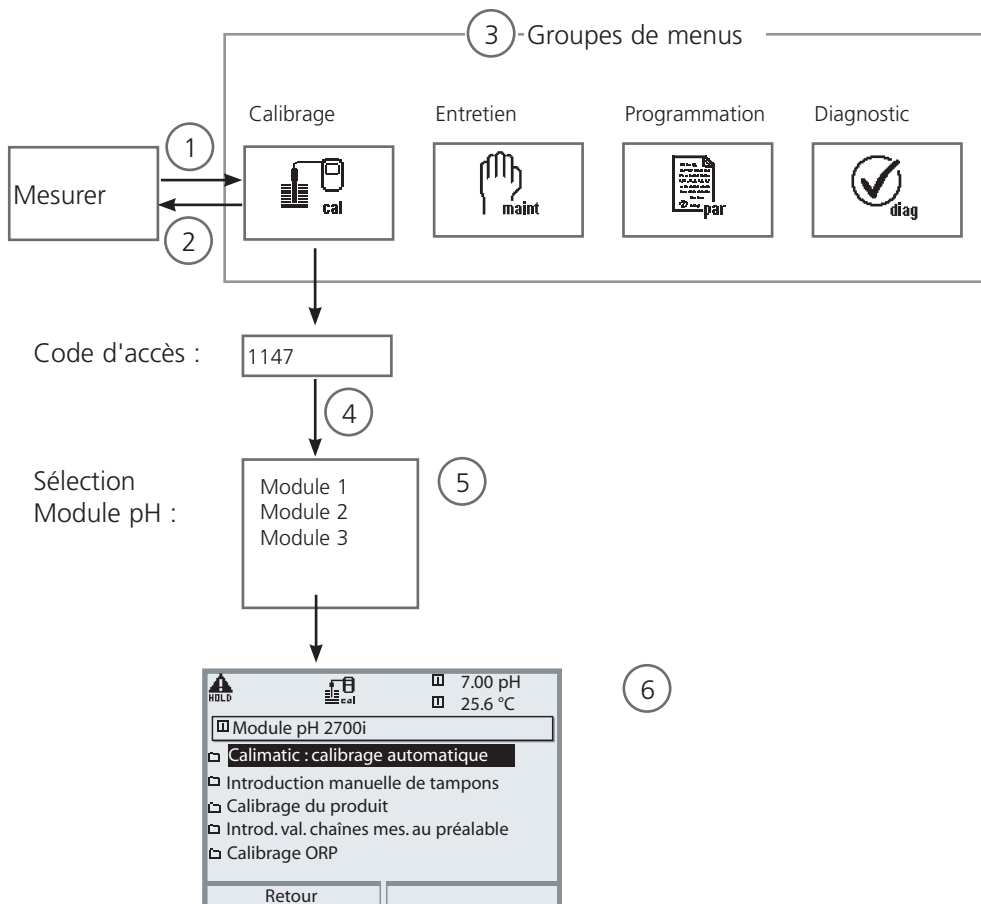 3 Groupes de menus
Calibrage Entretien Programmation Diagnostic
Mesurer
1
2
cal
maint
par
diag
Code d'accès :
1147
4
Sélection
Module pH :
Module 1
Module 2
Module 3
5
HOLD
cal
7.00 pH
25.6 °C
6
Module pH 2700i
Calimatic : calibrage automatique
Introduction manuelle de tampons
Calibrage du produit
Introd. val. chaînes mes. au préalable
Calibrage ORP
Retour